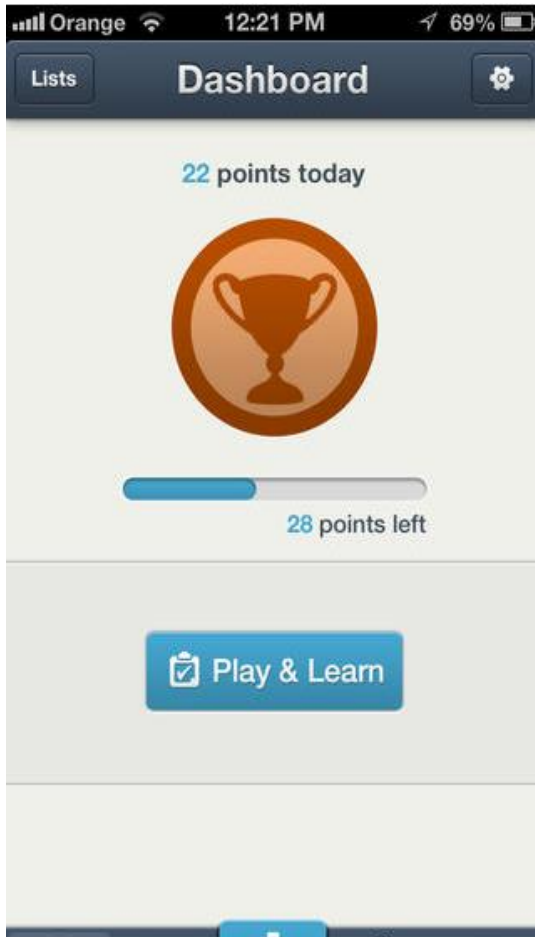 Orange 12:21 PM 69%
Lists Dashboard
22 points today
28 points left
Play & Learn